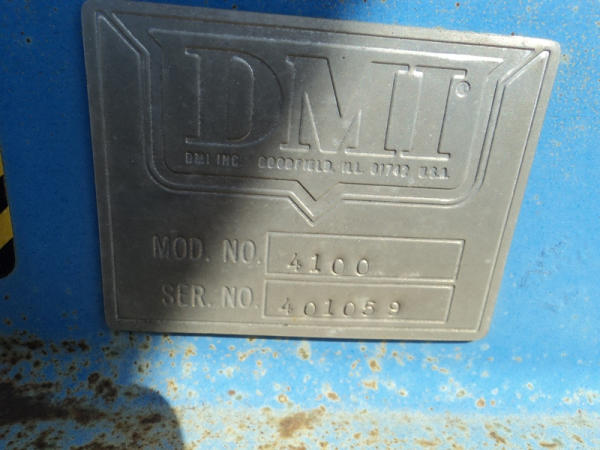 DMI
DMI INC. GOODFIELD, ILL. 61742 U.S.A.
MOD. NO. 4100
SER. NO. 401059